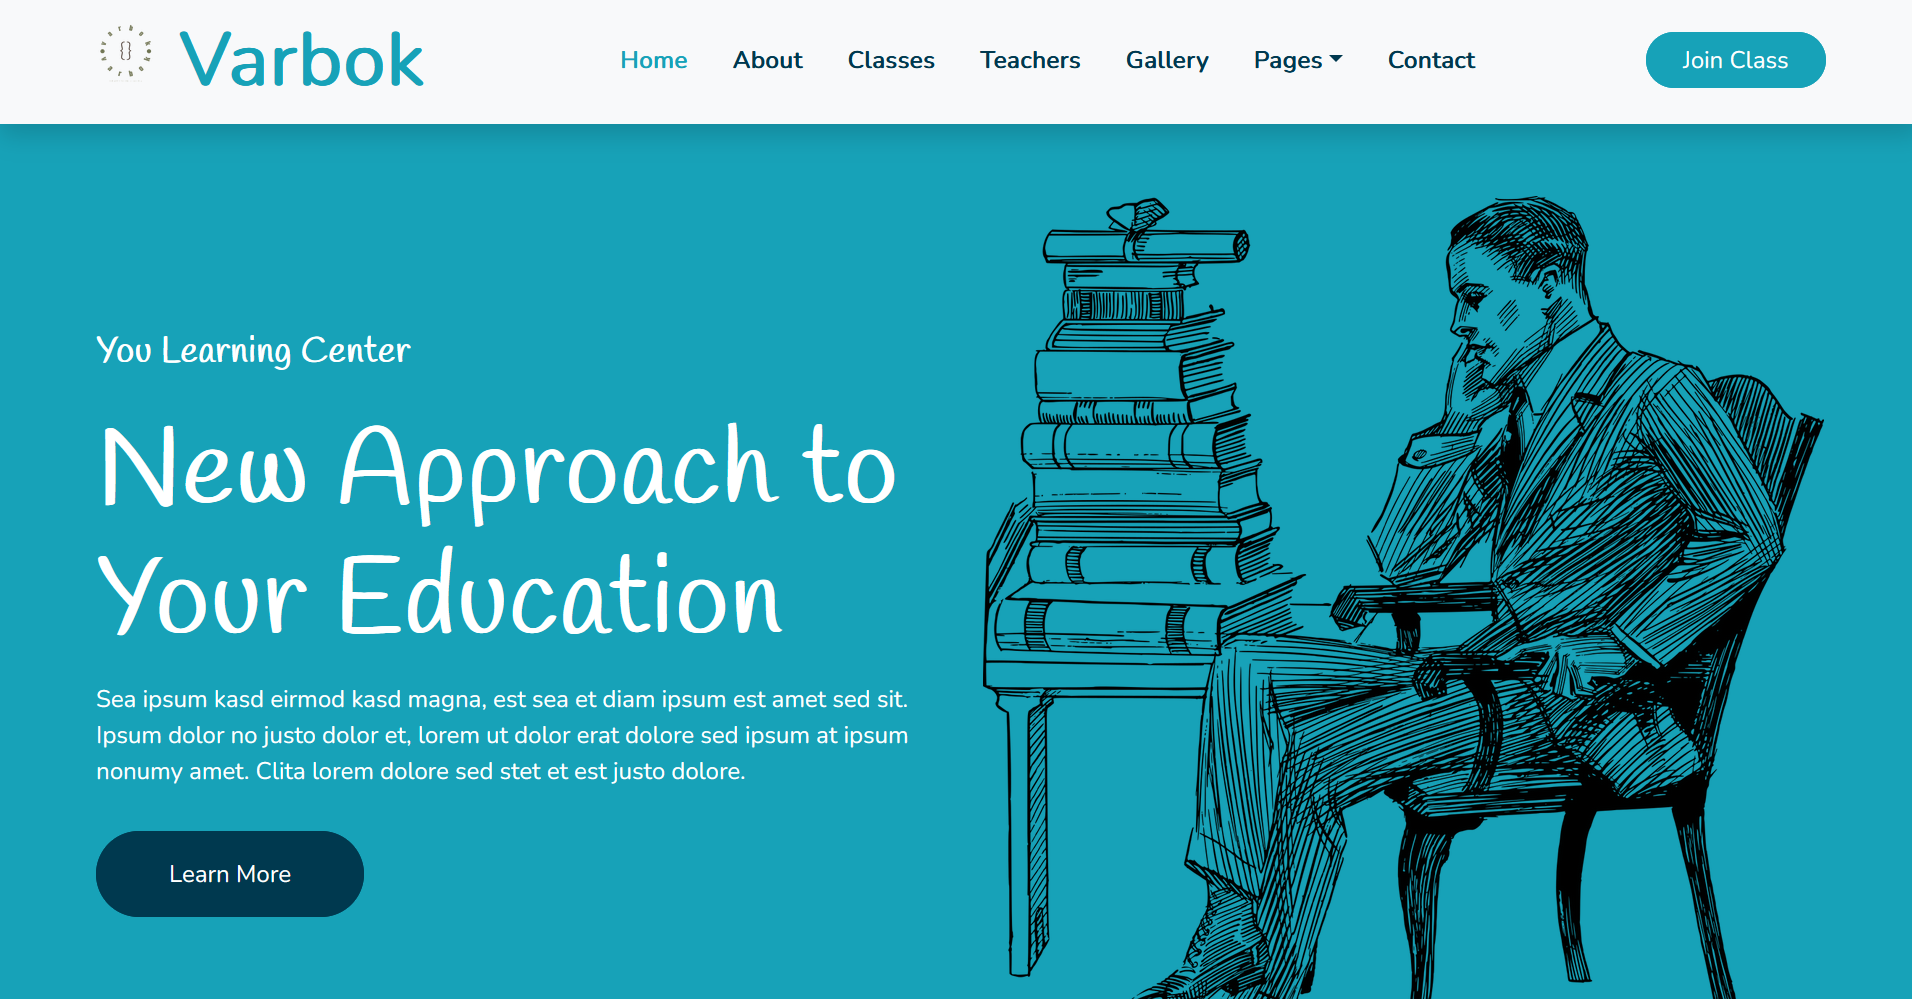 Varbok
Home About Classes Teachers Gallery Pages Contact
Join Class
You Learning Center
New Approach to
Your Education
Sea ipsum kasd eirmod kasd magna, est sea et diam ipsum est amet sed sit.
Ipsum dolor no justo dolor et, lorem ut dolor erat dolore sed ipsum at ipsum
nonumy amet. Clita lorem dolore sed stet et est justo dolore.
Learn More